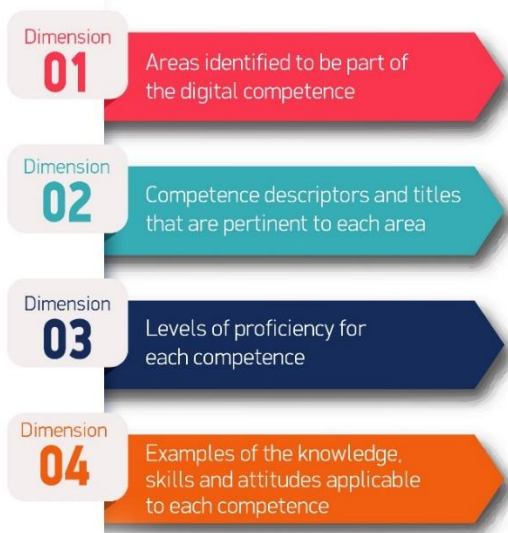 Dimension
01
Areas identified to be part of
the digital competence
Dimension
02
Competence descriptors and titles
that are pertinent to each area
Dimension
03
Levels of proficiency for
each competence
Dimension
04
Examples of the knowledge,
skills and attitudes applicable
to each competence